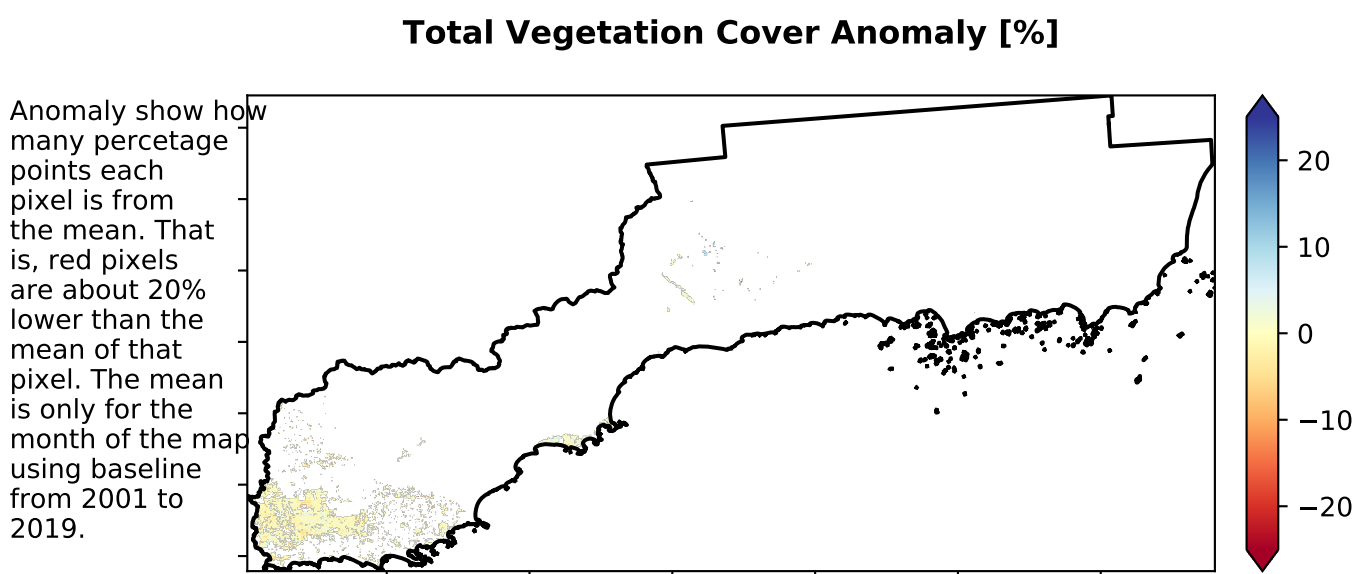 Total Vegetation Cover Anomaly [%]
Anomaly show how
many percetage
points each
pixel is from
the mean. That
is, red pixels
are about 20%
lower than the
mean of that
pixel. The mean
is only for the
month of the map
using baseline
from 2001 to
2019.
20
10
0
−10
−20